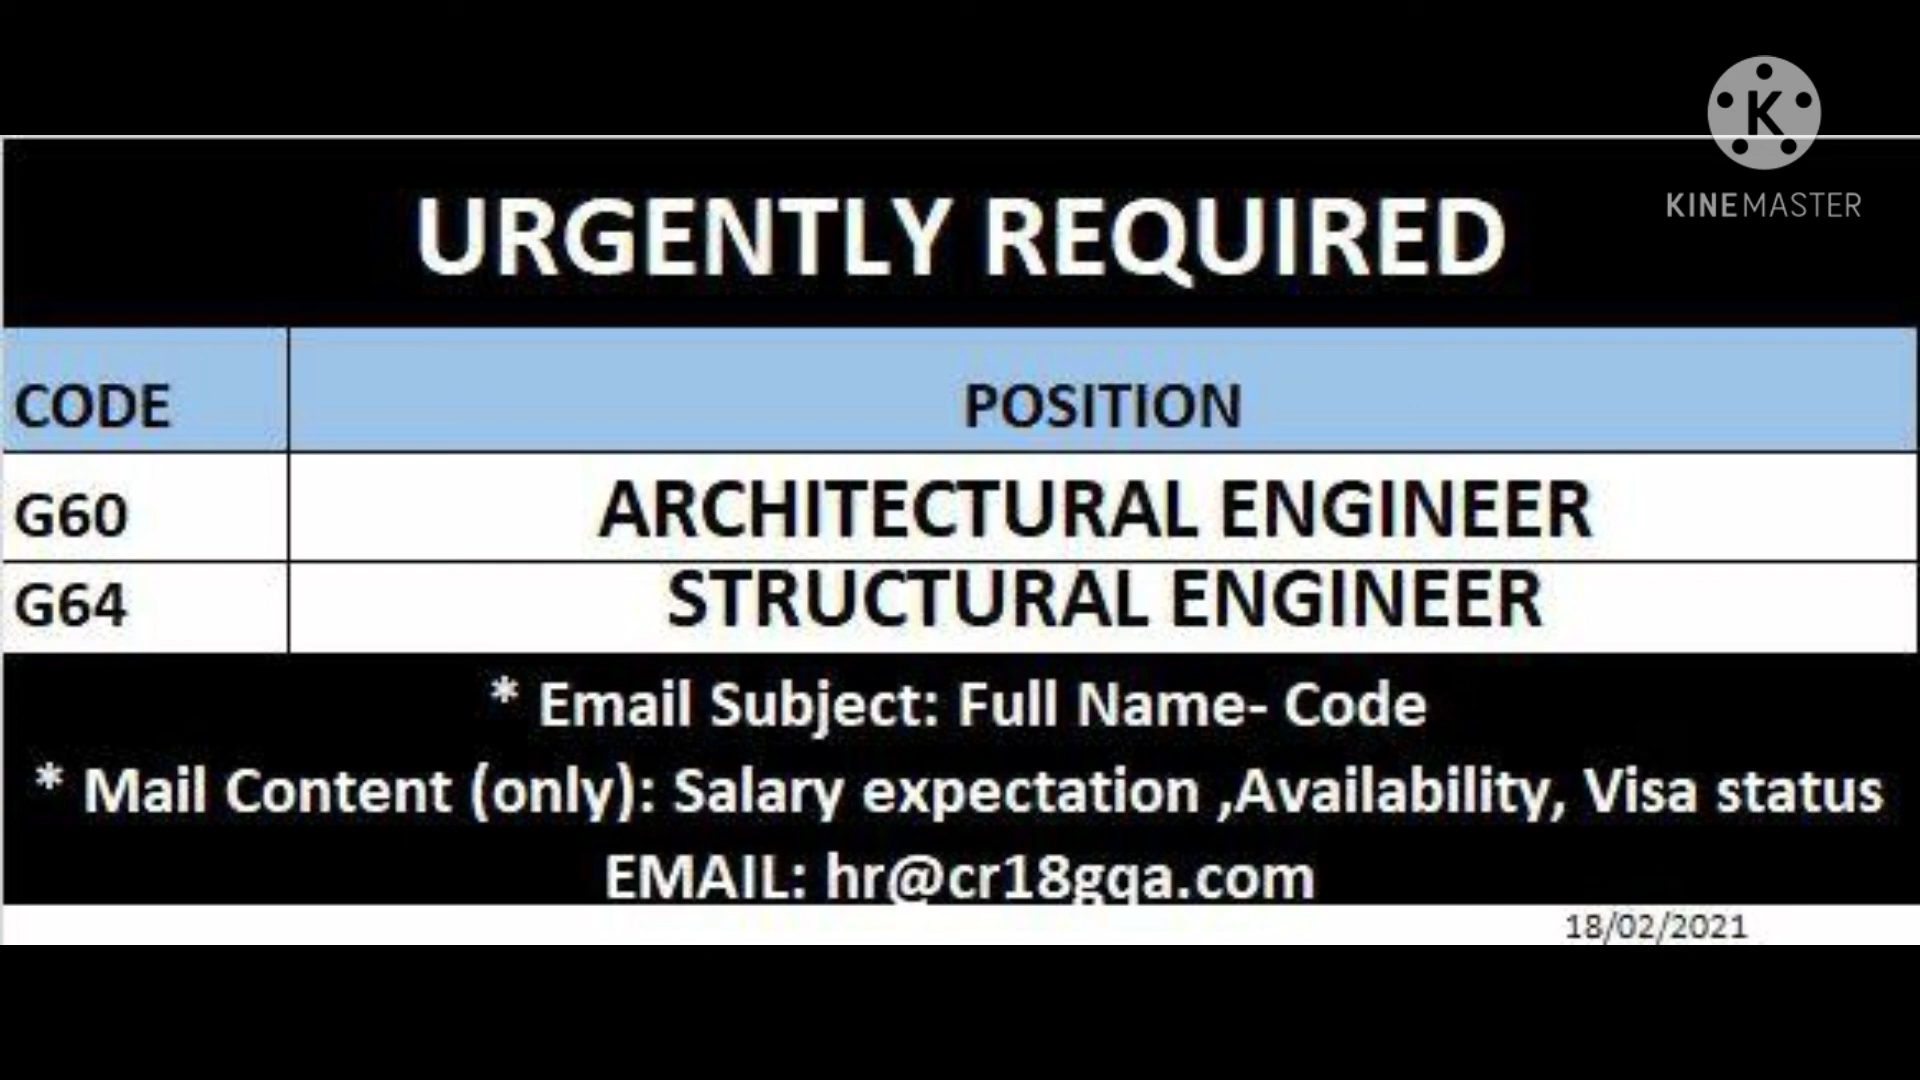 KINEMASTER
URGENTLY REQUIRED
CODE POSITION
G60 ARCHITECTURAL ENGINEER
G64 STRUCTURAL ENGINEER
* Email Subject: Full Name- Code
* Mail Content (only): Salary expectation ,Availability, Visa status
EMAIL: hr@cr18gqa.com
18/02/2021